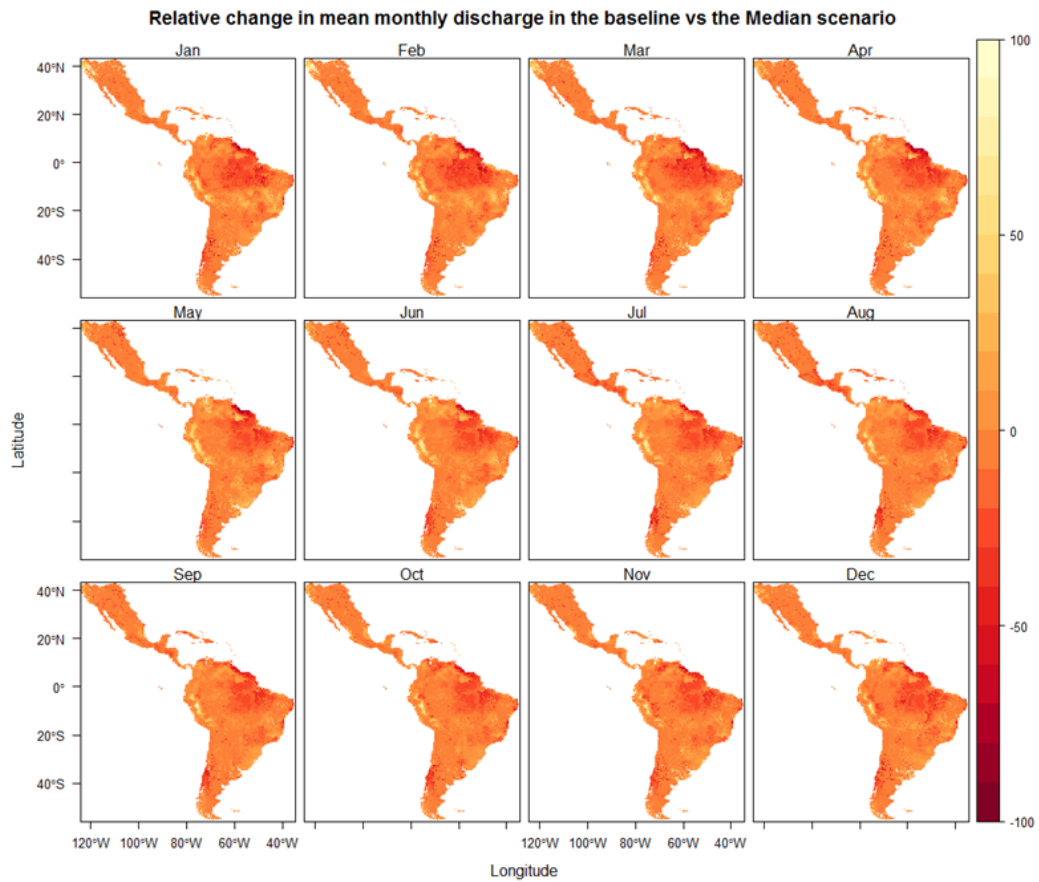 Relative change in mean monthly discharge in the baseline vs the Median scenario
Jan Feb Mar Apr
40°N
20°N
0°
20°S
40°S
May Jun Jul Aug
Sep Oct Nov Dec
40°N
20°N
0°
20°S
40°S
120°W 100°W 80°W 60°W 40°W 120°W 100°W 80°W 60°W 40°W
Latitude
Longitude
100
50
0
-50
-100